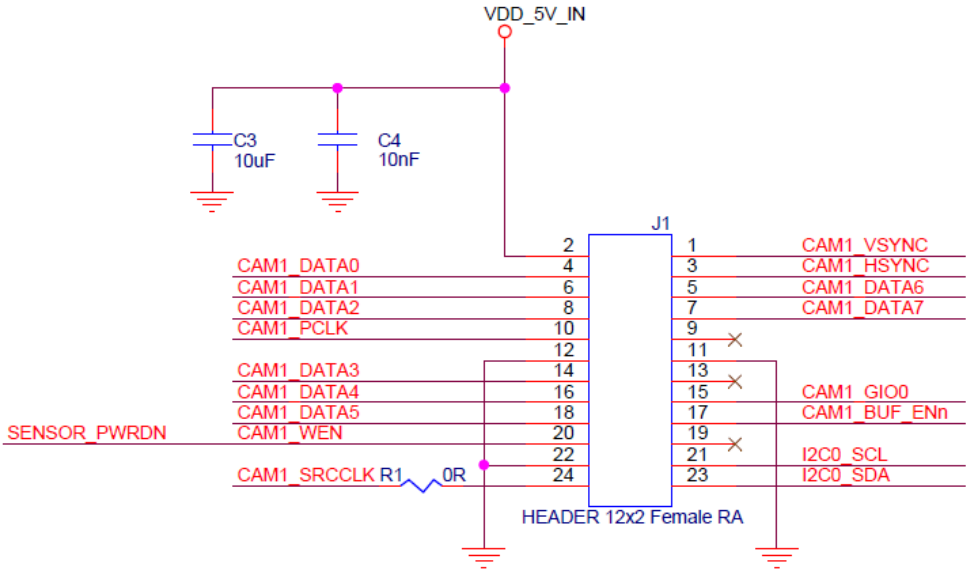 VDD_5V_IN
C3
10uF
C4
10nF
J1
2 1 CAM1_VSYNC
CAM1_DATA0 4 3 CAM1_HSYNC
CAM1_DATA1 6 5 CAM1_DATA6
CAM1_DATA2 8 7 CAM1_DATA7
CAM1_PCLK 10 9
12 11
CAM1_DATA3 14 13
CAM1_DATA4 16 15 CAM1_GIO0
CAM1_DATA5 18 17 CAM1_BUF_ENn
SENSOR_PWRDN CAM1_WEN 20 19
22 21 I2C0_SCL
CAM1_SRCCLK R1 0R 24 23 I2C0_SDA
HEADER 12x2 Female RA